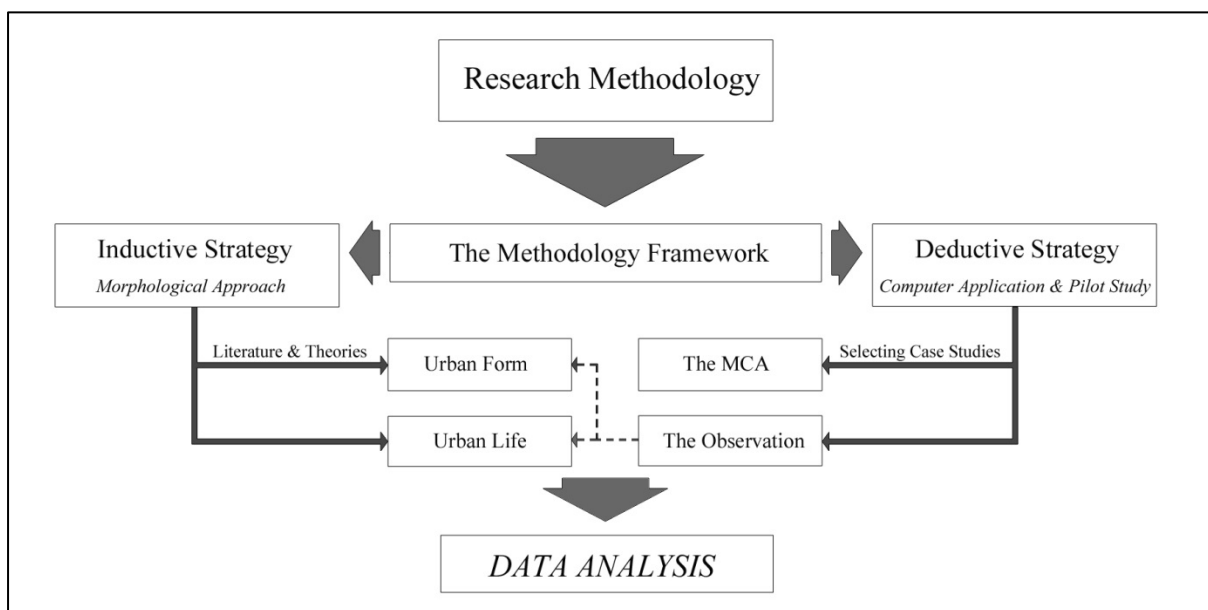 Research Methodology
Inductive Strategy
Morphological Approach
The Methodology Framework
Deductive Strategy
Computer Application & Pilot Study
Literature & Theories
Urban Form
The MCA
Selecting Case Studies
Urban Life
The Observation
DATA ANALYSIS